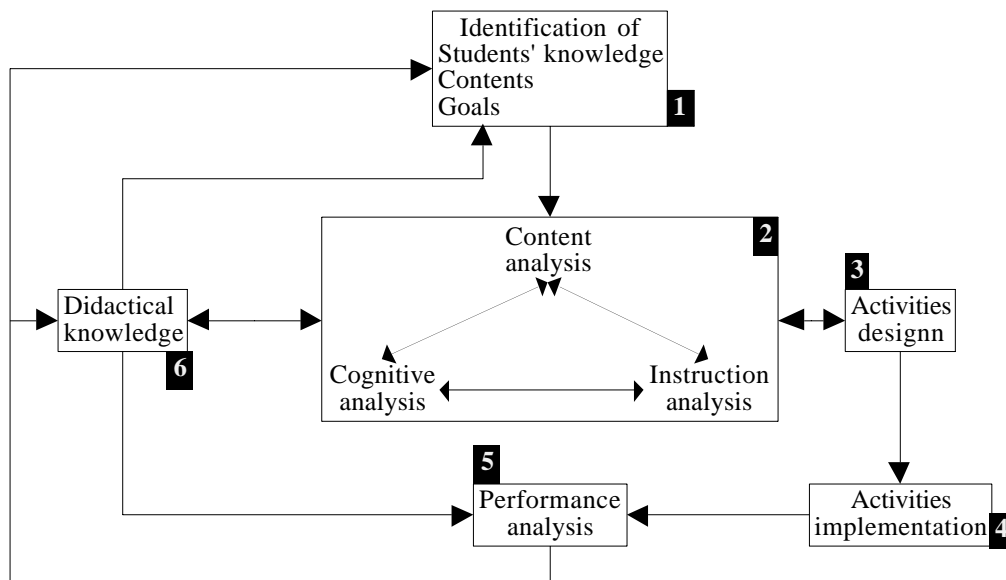 Identification of
Students' knowledge
Contents
Goals
1
Content
analysis
2
Cognitive
analysis
Instruction
analysis
3
Activities
designn
Didactical
knowledge
6
5
Performance
analysis
Activities
implementation
4